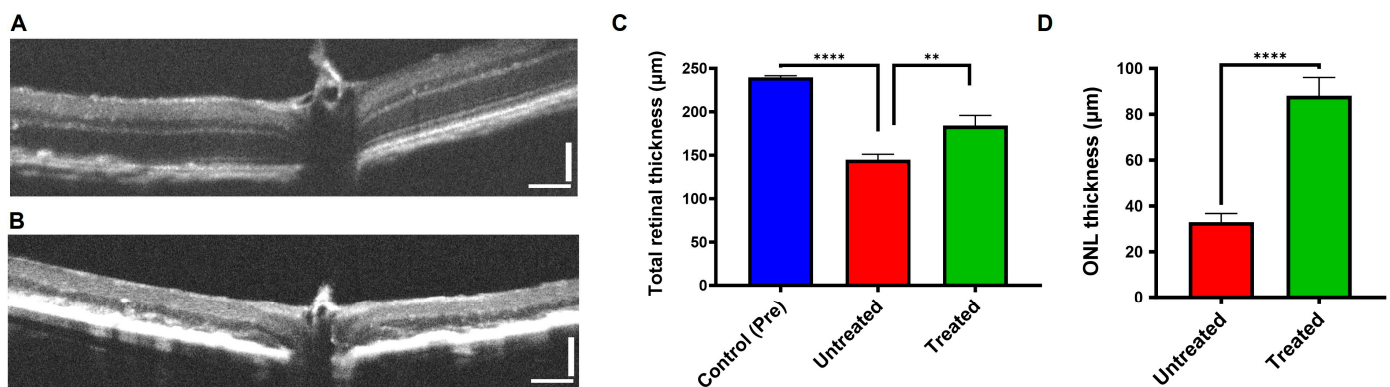 A
B
C
Total retinal thickness (µm)
250
200
150
100
50
0
****
**
Control (Pre)
Untreated
Treated
D
ONL thickness (µm)
100
80
60
40
20
0
****
Untreated
Treated